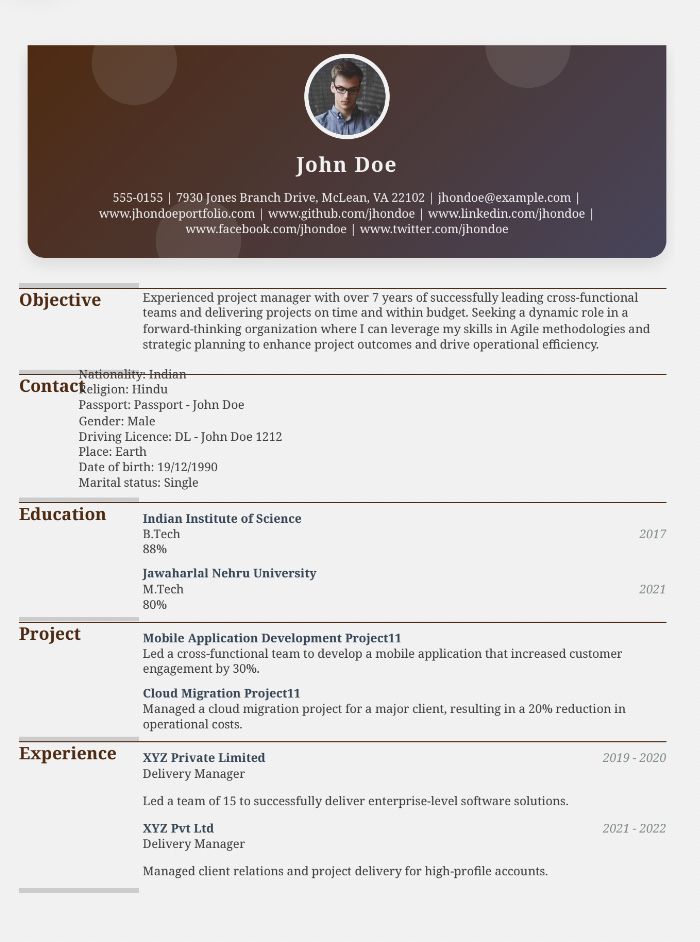 John Doe
555-0155 | 7930 Jones Branch Drive, McLean, VA 22102 | jhondoe@example.com |
www.jhondoeportfolio.com | www.github.com/jhondoe | www.linkedin.com/jhondoe |
www.facebook.com/jhondoe | www.twitter.com/jhondoe
Objective
Experienced project manager with over 7 years of successfully leading cross-functional
teams and delivering projects on time and within budget. Seeking a dynamic role in a
forward-thinking organization where I can leverage my skills in Agile methodologies and
strategic planning to enhance project outcomes and drive operational efficiency.
Contact
Nationality: Indian
Religion: Hindu
Passport: Passport - John Doe
Gender: Male
Driving Licence: DL - John Doe 1212
Place: Earth
Date of birth: 19/12/1990
Marital status: Single
Education
Indian Institute of Science
B.Tech 2017
88%
Jawaharlal Nehru University
M.Tech 2021
80%
Project
Mobile Application Development Project11
Led a cross-functional team to develop a mobile application that increased customer
engagement by 30%.
Cloud Migration Project11
Managed a cloud migration project for a major client, resulting in a 20% reduction in
operational costs.
Experience
XYZ Private Limited 2019 - 2020
Delivery Manager
Led a team of 15 to successfully deliver enterprise-level software solutions.
XYZ Pvt Ltd 2021 - 2022
Delivery Manager
Managed client relations and project delivery for high-profile accounts.